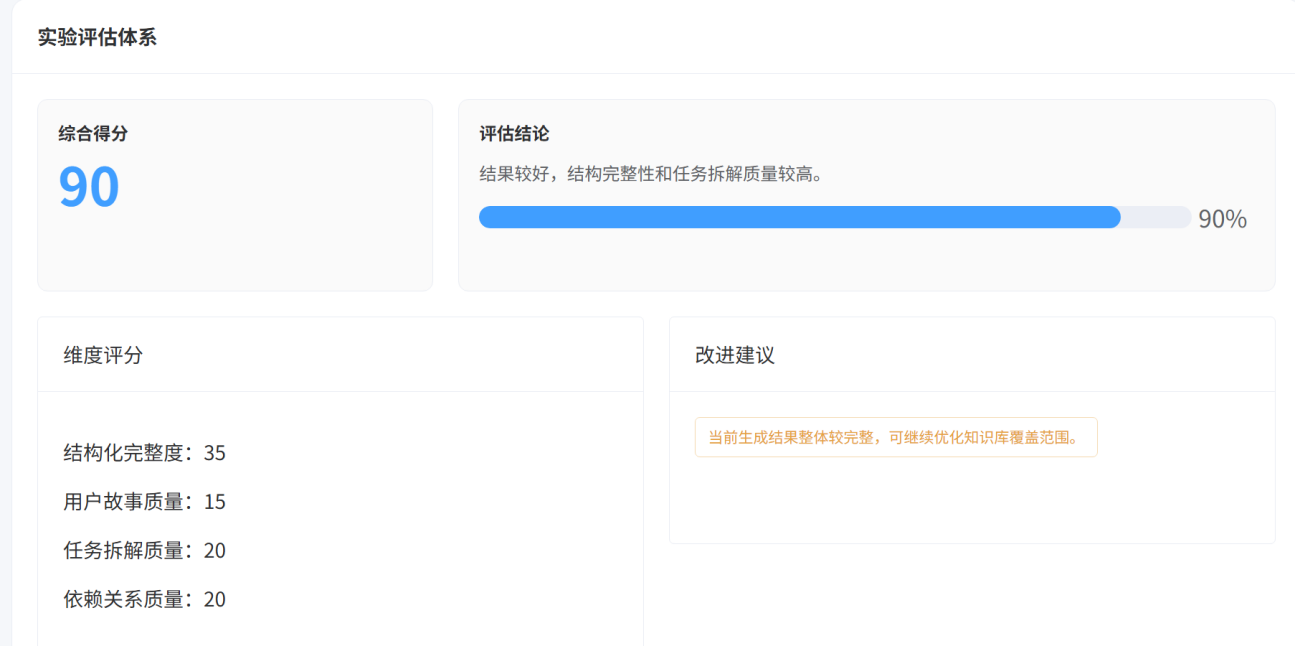 实验评估体系
综合得分
90
评估结论
结果较好，结构完整性和任务拆解质量较高。
90%
维度评分
结构化完整度：35
用户故事质量：15
任务拆解质量：20
依赖关系质量：20
改进建议
当前生成结果整体较完整，可继续优化知识库覆盖范围。